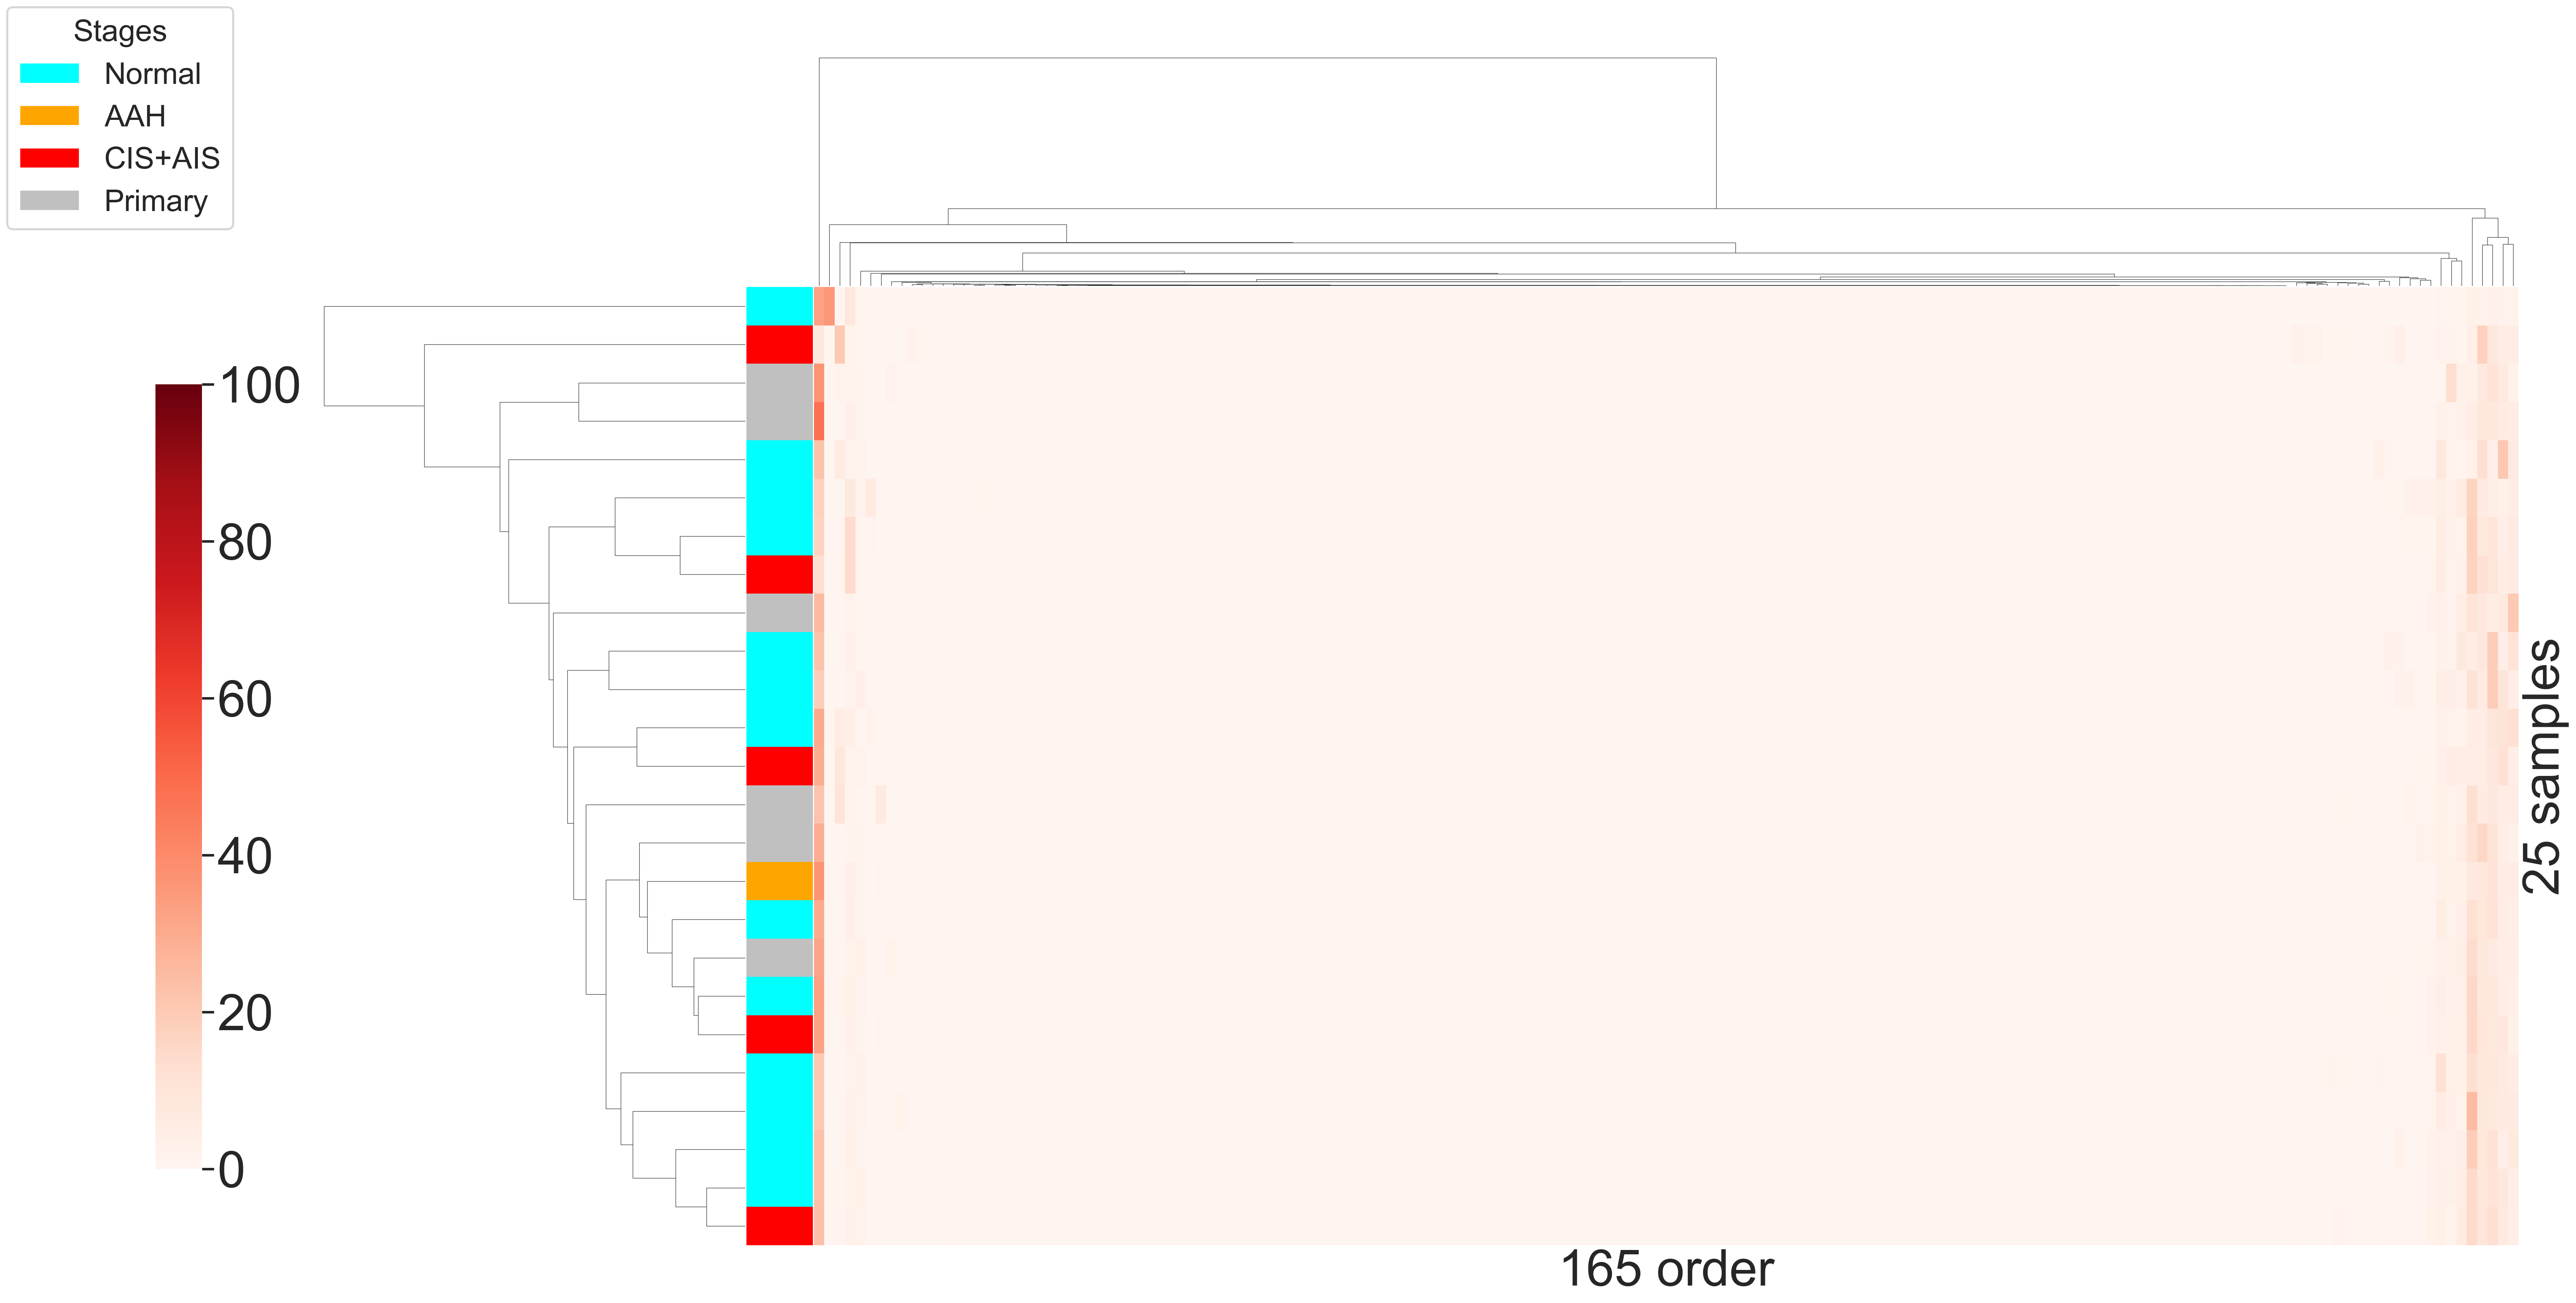 Stages
Normal
AAH
CIS+AIS
Primary
100
80
60
40
20
0
25 samples
165 order